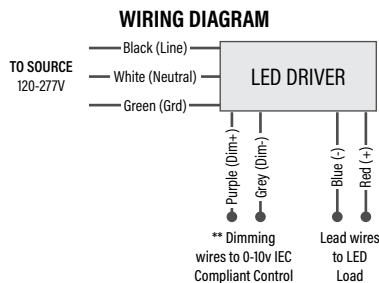 WIRING DIAGRAM
Black (Line)
TO SOURCE
120-277V
White (Neutral)
Green (Grd)
LED DRIVER
Purple (Dim+)
Grey (Dim-)
Blue (-)
Red (+)
** Dimming
wires to 0-10v IEC
Compliant Control
Lead wires
to LED
Load